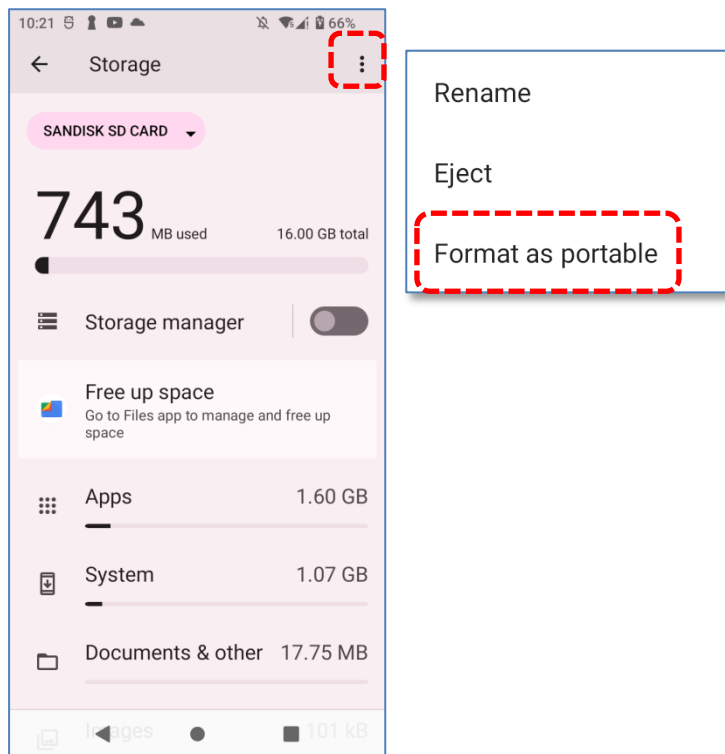 10:21 66%
Storage
SANDISK SD CARD
743 MB used 16.00 GB total
Storage manager
Free up space
Go to Files app to manage and free up
space
Apps 1.60 GB
System 1.07 GB
Documents & other 17.75 MB
Images 101 kB
Rename
Eject
Format as portable